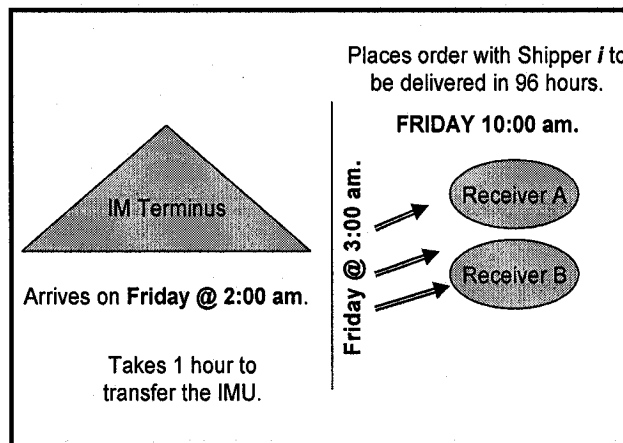 Places order with Shipper i to
be delivered in 96 hours.
FRIDAY 10:00 am.
IM Terminus
Friday @ 3:00 am.
Receiver A
Receiver B
Arrives on Friday @ 2:00 am.
Takes 1 hour to
transfer the IMU.